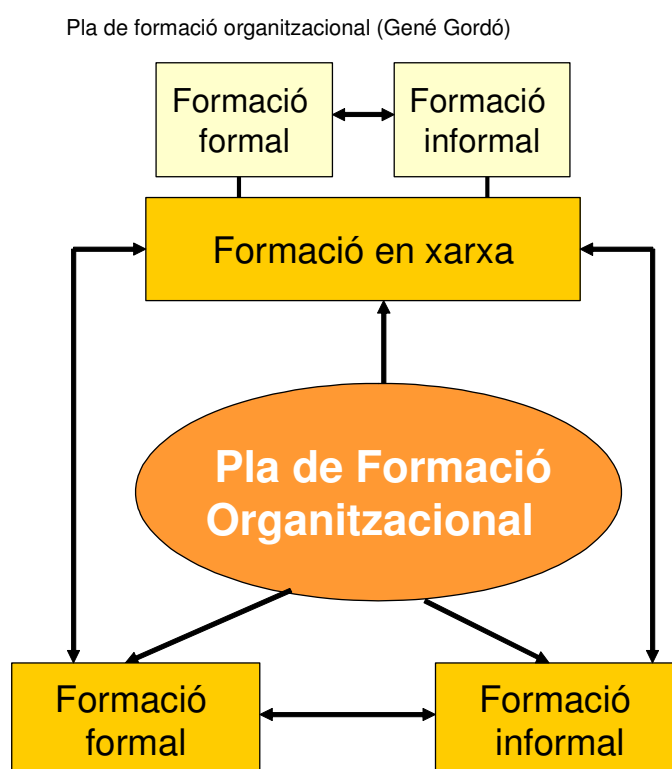 Pla de formació organitzacional (Gené Gordó)
Formació
formal
Formació
informal
Formació en xarxa
Pla de Formació
Organitzacional
Formació
formal
Formació
informal